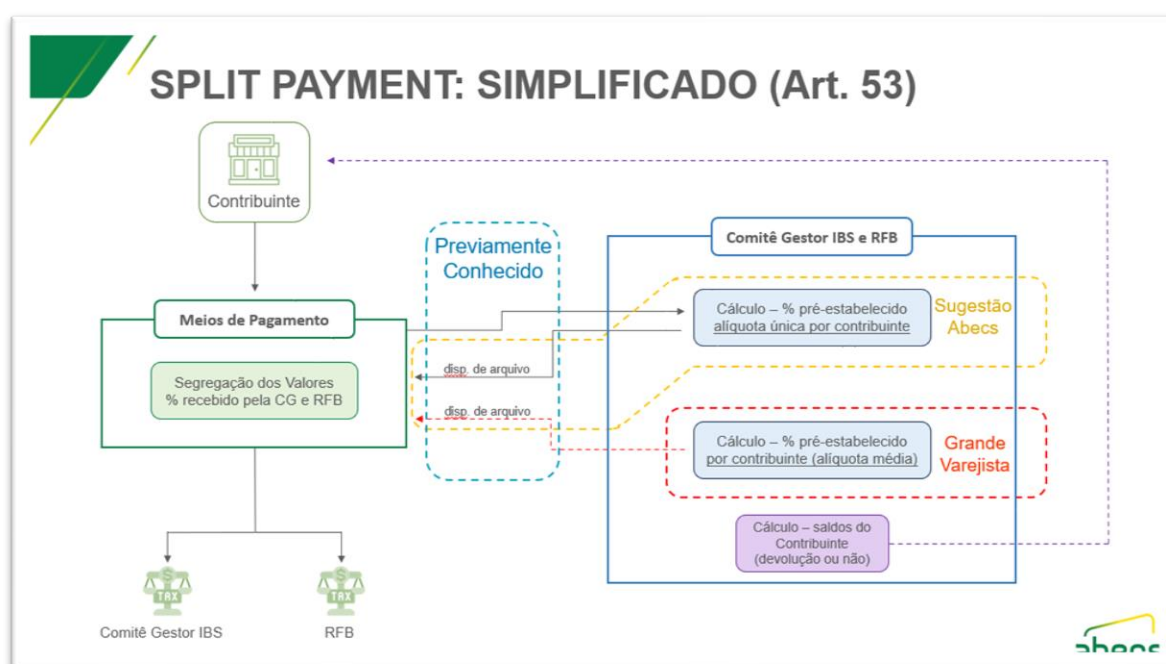 SPLIT PAYMENT: SIMPLIFICADO (Art. 53)
Contribuinte
Previamente
Conhecido
Comitê Gestor IBS e RFB
Meios de Pagamento
Segregação dos Valores
% recebido pela CG e RFB
disp. de arquivo
disp. de arquivo
Cálculo – % pré-estabelecido
alíquota única por contribuinte
Sugestão
Abecs
Cálculo – % pré-estabelecido
por contribuinte (alíquota média)
Grande
Varejista
Cálculo – saldos do
Contribuinte
(devolução ou não)
$
TAX
$
TAX
Comitê Gestor IBS
RFB
abecs